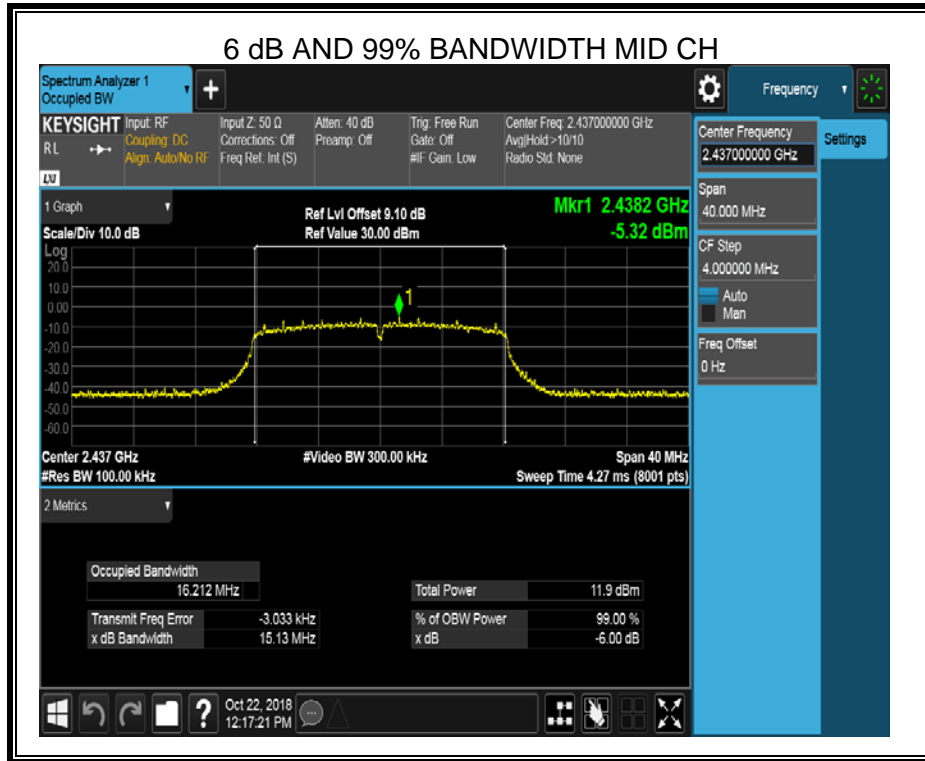 6 dB AND 99% BANDWIDTH MID CH
Spectrum Analyzer 1
Occupied BW
+
Frequency
KEYSIGHT
RL
LXI
Input: RF
Coupling: DC
Align: Auto/No RF
Input Z: 50 Ω
Corrections: Off
Freq Ref: Int (S)
Atten: 40 dB
Preamp: Off
Trig: Free Run
Gate: Off
#IF Gain: Low
Center Freq: 2.437000000 GHz
Avg|Hold:>10/10
Radio Std: None
Center Frequency
2.437000000 GHz
Settings
Span
40.000 MHz
CF Step
4.000000 MHz
Auto
Man
Freq Offset
0 Hz
1 Graph
Scale/Div 10.0 dB
Ref Lvl Offset 9.10 dB
Ref Value 30.00 dBm
Mkr1 2.4382 GHz
-5.32 dBm
Log
20.0
10.0
0.00
-10.0
-20.0
-30.0
-40.0
-50.0
-60.0
1
Center 2.437 GHz
#Video BW 300.00 kHz
Span 40 MHz
#Res BW 100.00 kHz
Sweep Time 4.27 ms (8001 pts)
2 Metrics
Occupied Bandwidth
16.212 MHz
Total Power 11.9 dBm
Transmit Freq Error -3.033 kHz
% of OBW Power 99.00 %
x dB Bandwidth 15.13 MHz
x dB -6.00 dB
?
Oct 22, 2018
12:17:21 PM